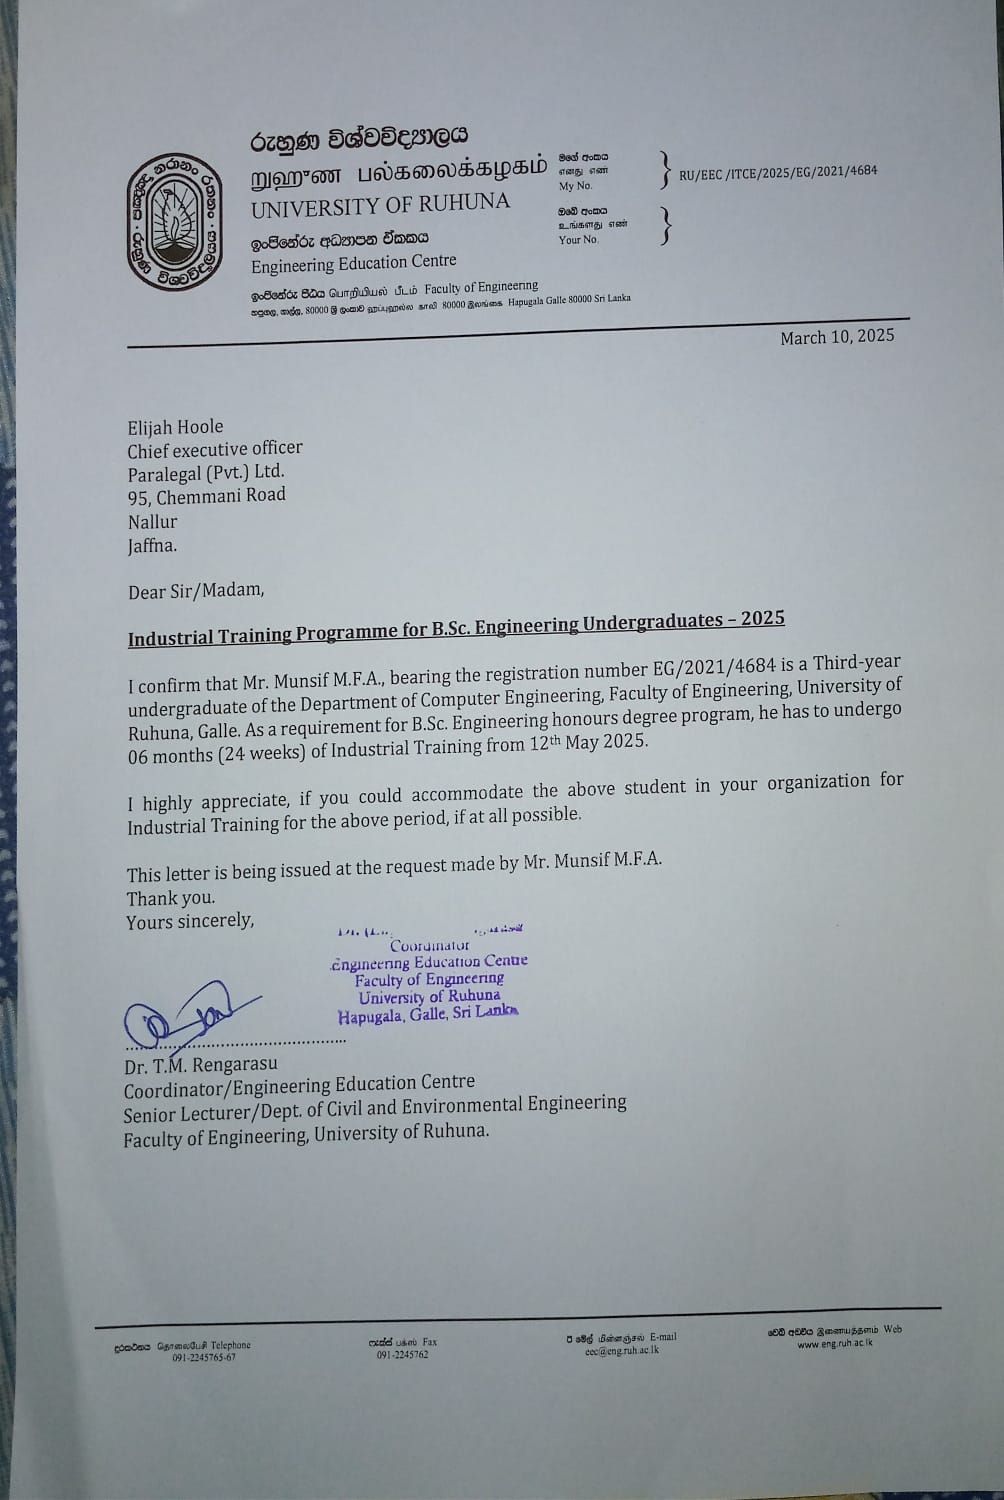 රුහුණ විශ්වවිද්‍යාලය
றுஹுண பல்கலைக்கழகம்
UNIVERSITY OF RUHUNA
ඉංජිනේරු අධ්‍යාපන ඒකකය
Engineering Education Centre
ඉංජිනේරු පීඨය பொறியியல் பீடம் Faculty of Engineering
හපුගල, ගාල්ල, 80000 ශ්‍රී ලංකාව ஹப்புஹல்ல காலி 80000 இலங்கை Hapugala Galle 80000 Sri Lanka
මගේ අංකය
எனது எண்
My No.
RU/EEC /ITCE/2025/EG/2021/4684
ඔබේ අංකය
உங்களது எண்
Your No.
March 10, 2025
Elijah Hoole
Chief executive officer
Paralegal (Pvt.) Ltd.
95, Chemmani Road
Nallur
Jaffna.
Dear Sir/Madam,
Industrial Training Programme for B.Sc. Engineering Undergraduates – 2025
I confirm that Mr. Munsif M.F.A., bearing the registration number EG/2021/4684 is a Third-year
undergraduate of the Department of Computer Engineering, Faculty of Engineering, University of
Ruhuna, Galle. As a requirement for B.Sc. Engineering honours degree program, he has to undergo
06 months (24 weeks) of Industrial Training from 12th May 2025.
I highly appreciate, if you could accommodate the above student in your organization for
Industrial Training for the above period, if at all possible.
This letter is being issued at the request made by Mr. Munsif M.F.A.
Thank you.
Yours sincerely,
Coordinator
Engineering Education Centre
Faculty of Engineering
University of Ruhuna
Hapugala, Galle, Sri Lanka
Dr. T.M. Rengarasu
Coordinator/Engineering Education Centre
Senior Lecturer/Dept. of Civil and Environmental Engineering
Faculty of Engineering, University of Ruhuna.
දුරකථනය தொலைபேசி Telephone
091-2245765-67
ෆැක්ස් பக்ஸ் Fax
091-2245762
ඊ මේල් மின்னஞ்சல் E-mail
eec@eng.ruh.ac.lk
වෙබ් අඩවිය இணையத்தளம் Web
www.eng.ruh.ac.lk